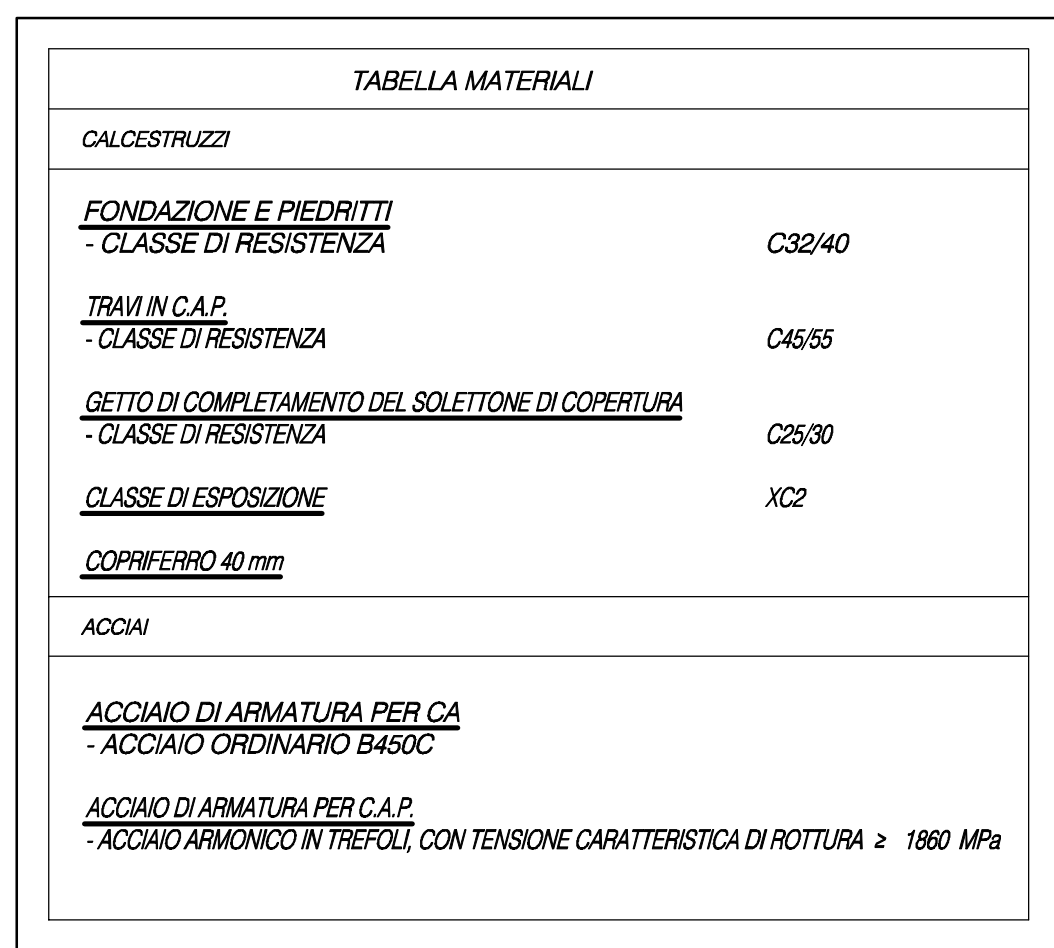 TABELLA MATERIALI
CALCESTRUZZI
FONDAZIONE E PIEDRITTI
- CLASSE DI RESISTENZA C32/40
TRAVI IN C.A.P.
- CLASSE DI RESISTENZA C45/55
GETTO DI COMPLETAMENTO DEL SOLETTONE DI COPERTURA
- CLASSE DI RESISTENZA C25/30
CLASSE DI ESPOSIZIONE XC2
COPRIFERRO 40 mm
ACCIAI
ACCIAIO DI ARMATURA PER CA
- ACCIAIO ORDINARIO B450C
ACCIAIO DI ARMATURA PER C.A.P.
- ACCIAIO ARMONICO IN TREFOLI, CON TENSIONE CARATTERISTICA DI ROTTURA ≥ 1860 MPa